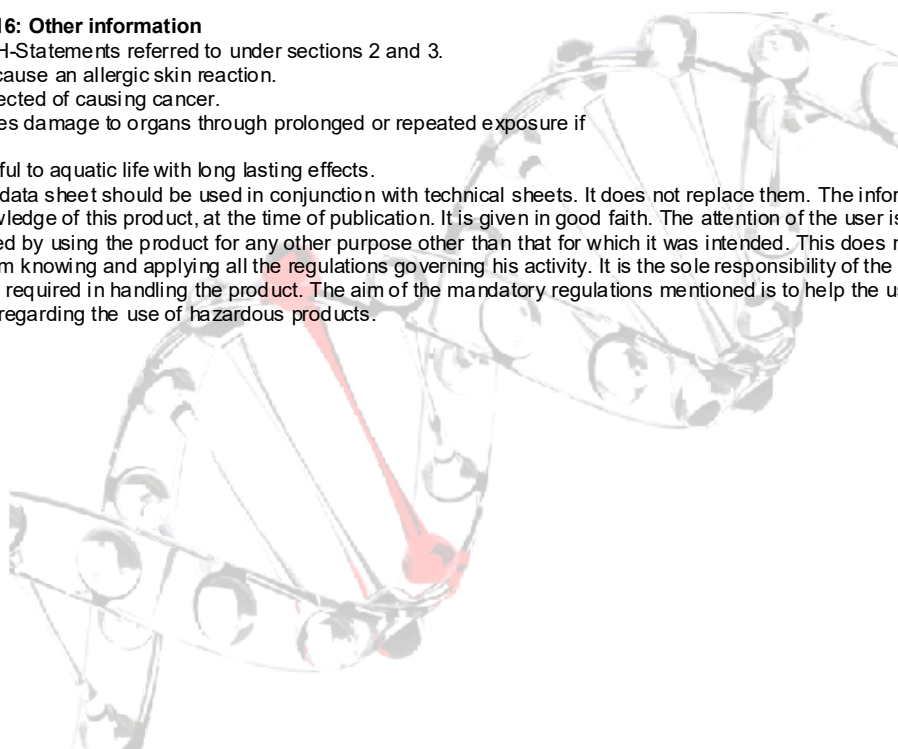 16: Other information
H-Statements referred to under sections 2 and 3.
cause an allergic skin reaction.
ected of causing cancer.
es damage to organs through prolonged or repeated exposure if
ful to aquatic life with long lasting effects.
data sheet should be used in conjunction with technical sheets. It does not replace them. The infor
wledge of this product, at the time of publication. It is given in good faith. The attention of the user is
ed by using the product for any other purpose other than that for which it was intended. This does
m knowing and applying all the regulations governing his activity. It is the sole responsibility of the
required in handling the product. The aim of the mandatory regulations mentioned is to help the us
regarding the use of hazardous products.